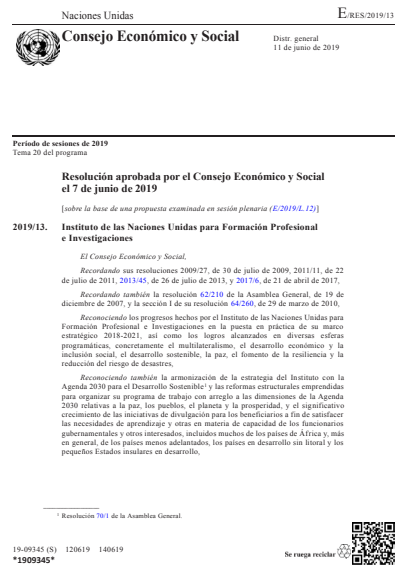 Naciones Unidas
E/RES/2019/13
Consejo Económico y Social
Distr. general
11 de junio de 2019
Período de sesiones de 2019
Tema 20 del programa
Resolución aprobada por el Consejo Económico y Social
el 7 de junio de 2019
[sobre la base de una propuesta examinada en sesión plenaria (E/2019/L.12)]
2019/13. Instituto de las Naciones Unidas para Formación Profesional
e Investigaciones
El Consejo Económico y Social,
Recordando sus resoluciones 2009/27, de 30 de julio de 2009, 2011/11, de 22
de julio de 2011, 2013/45, de 26 de julio de 2013, y 2017/6, de 21 de abril de 2017,
Recordando también la resolución 62/210 de la Asamblea General, de 19 de
diciembre de 2007, y la sección I de su resolución 64/260, de 29 de marzo de 2010,
Reconociendo los progresos hechos por el Instituto de las Naciones Unidas para
Formación Profesional e Investigaciones en la puesta en práctica de su marco
estratégico 2018-2021, así como los logros alcanzados en diversas esferas
programáticas, concretamente el multilateralismo, el desarrollo económico y la
inclusión social, el desarrollo sostenible, la paz, el fomento de la resiliencia y la
reducción del riesgo de desastres,
Reconociendo también la armonización de la estrategia del Instituto con la
Agenda 2030 para el Desarrollo Sostenible¹ y las reformas estructurales emprendidas
para organizar su programa de trabajo con arreglo a las dimensiones de la Agenda
2030 relativas a la paz, los pueblos, el planeta y la prosperidad, y el significativo
crecimiento de las iniciativas de divulgación para los beneficiarios a fin de satisfacer
las necesidades de aprendizaje y otras en materia de capacidad de los funcionarios
gubernamentales y otros interesados, incluidos muchos de los países de África y, más
en general, de los países menos adelantados, los países en desarrollo sin litoral y los
pequeños Estados insulares en desarrollo,
¹ Resolución 70/1 de la Asamblea General.
19-09345 (S) 120619 140619
*1909345*
Se ruega reciclar